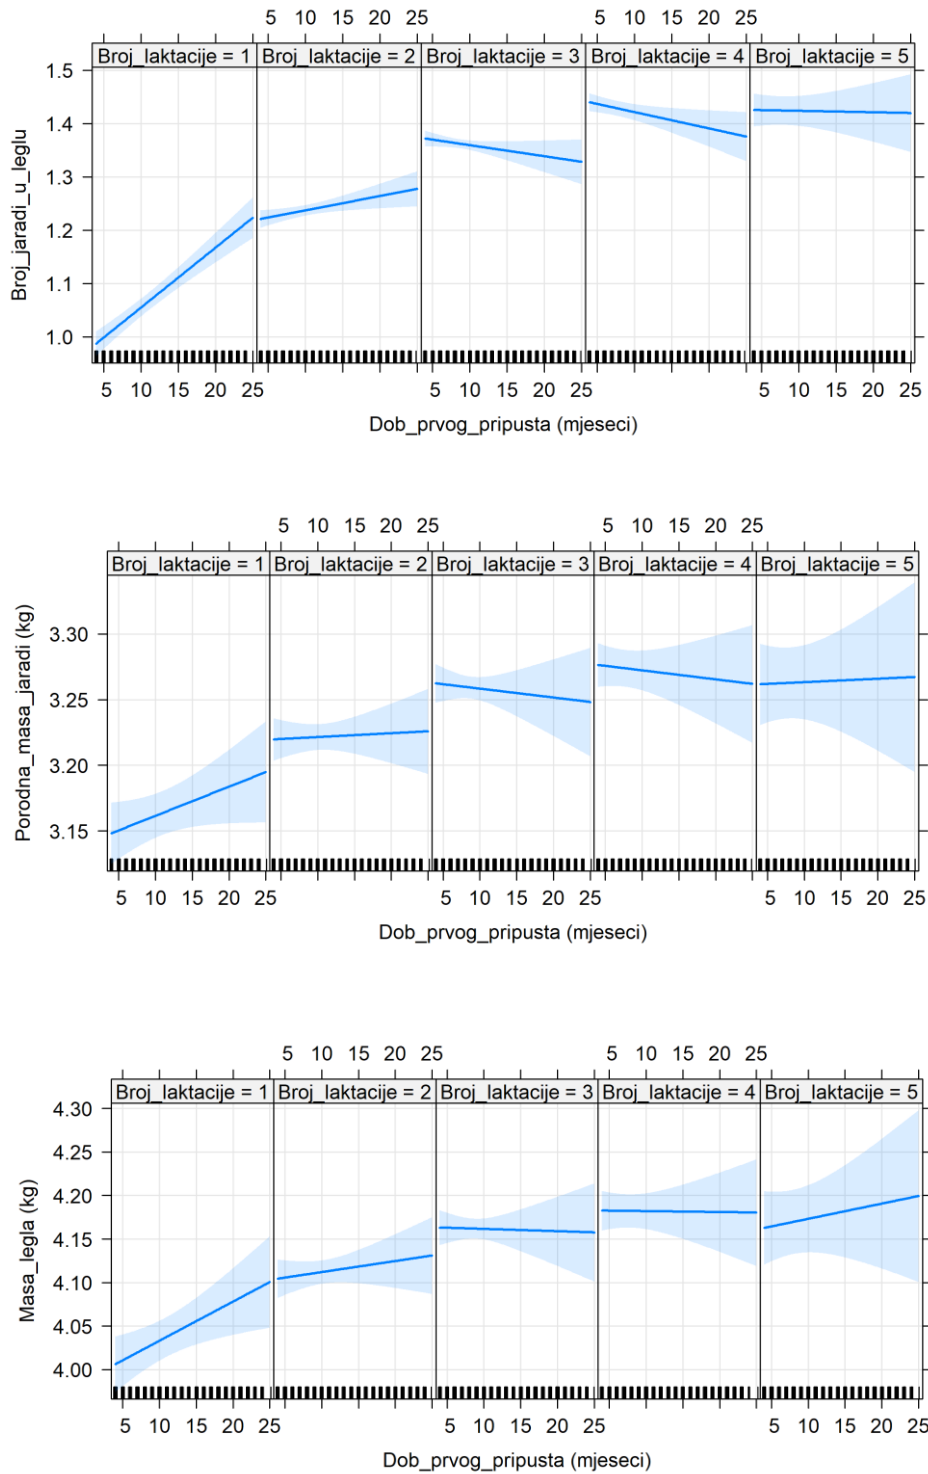 5 10 15 20 25 5 10 15 20 25
Broj_laktacije = 1 Broj_laktacije = 2 Broj_laktacije = 3 Broj_laktacije = 4 Broj_laktacije = 5
1.5
1.4
1.3
1.2
1.1
1.0
Broj_jaradi_u_leglu
5 10 15 20 25 5 10 15 20 25 5 10 15 20 25
Dob_prvog_pripusta (mjeseci)
5 10 15 20 25 5 10 15 20 25
Broj_laktacije = 1 Broj_laktacije = 2 Broj_laktacije = 3 Broj_laktacije = 4 Broj_laktacije = 5
3.30
3.25
3.20
3.15
Porodna_masa_jaradi (kg)
5 10 15 20 25 5 10 15 20 25 5 10 15 20 25
Dob_prvog_pripusta (mjeseci)
5 10 15 20 25 5 10 15 20 25
Broj_laktacije = 1 Broj_laktacije = 2 Broj_laktacije = 3 Broj_laktacije = 4 Broj_laktacije = 5
4.30
4.25
4.20
4.15
4.10
4.05
4.00
Masa_legla (kg)
5 10 15 20 25 5 10 15 20 25 5 10 15 20 25
Dob_prvog_pripusta (mjeseci)